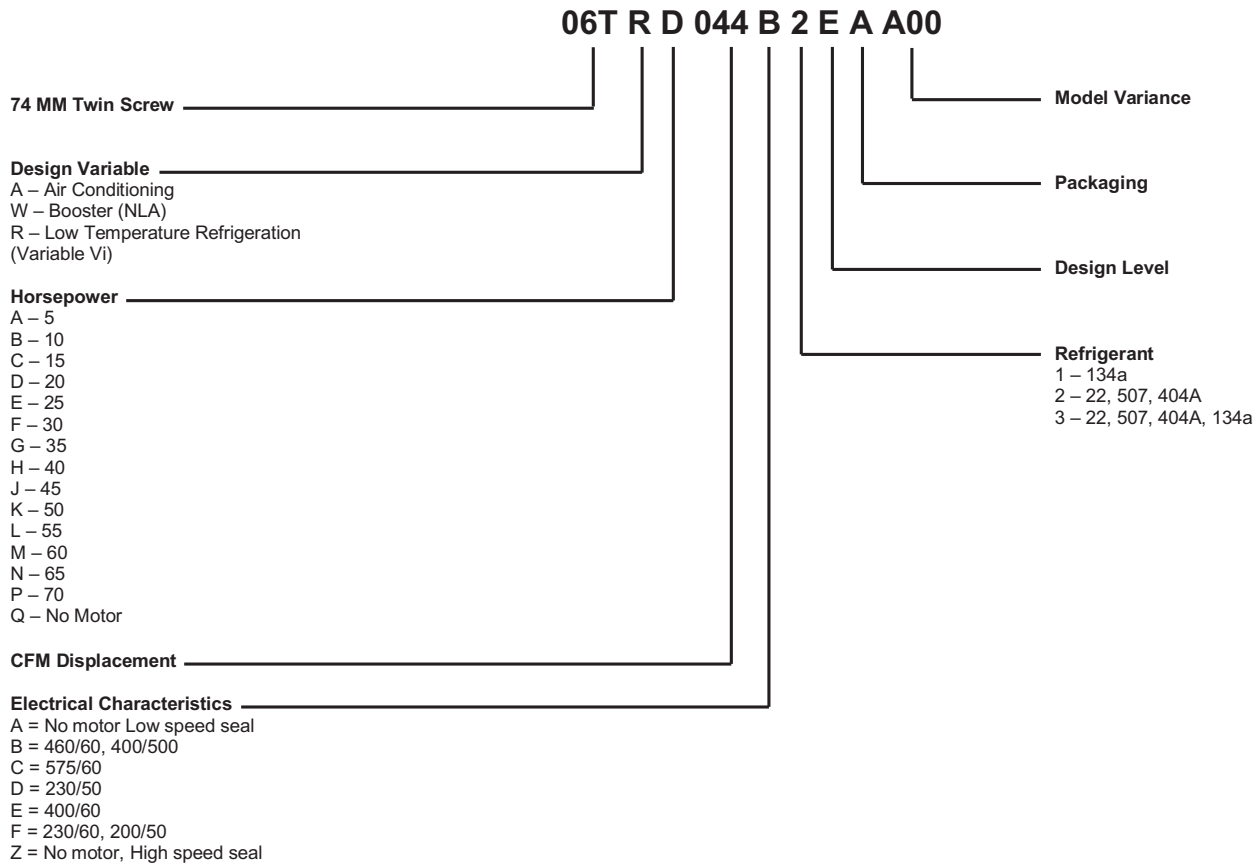 06T R D 044 B 2 E A A00
74 MM Twin Screw
Design Variable
A – Air Conditioning
W – Booster (NLA)
R – Low Temperature Refrigeration
(Variable Vi)
Horsepower
A – 5
B – 10
C – 15
D – 20
E – 25
F – 30
G – 35
H – 40
J – 45
K – 50
L – 55
M – 60
N – 65
P – 70
Q – No Motor
CFM Displacement
Electrical Characteristics
A = No motor Low speed seal
B = 460/60, 400/500
C = 575/60
D = 230/50
E = 400/60
F = 230/60, 200/50
Z = No motor, High speed seal
Model Variance
Packaging
Design Level
Refrigerant
1 – 134a
2 – 22, 507, 404A
3 – 22, 507, 404A, 134a